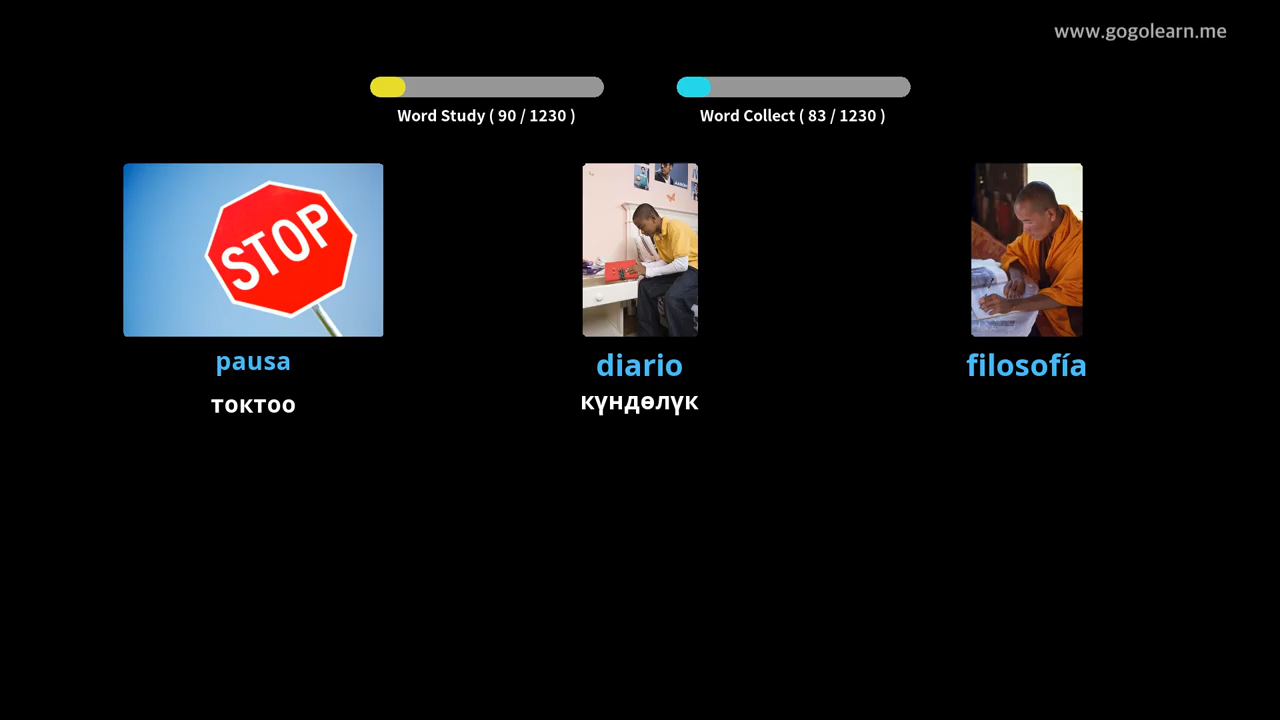 www.gogolearn.me
Word Study ( 90 / 1230 )
Word Collect ( 83 / 1230 )
STOP
pausa
diario
filosofía
токтоо
күндөлүк